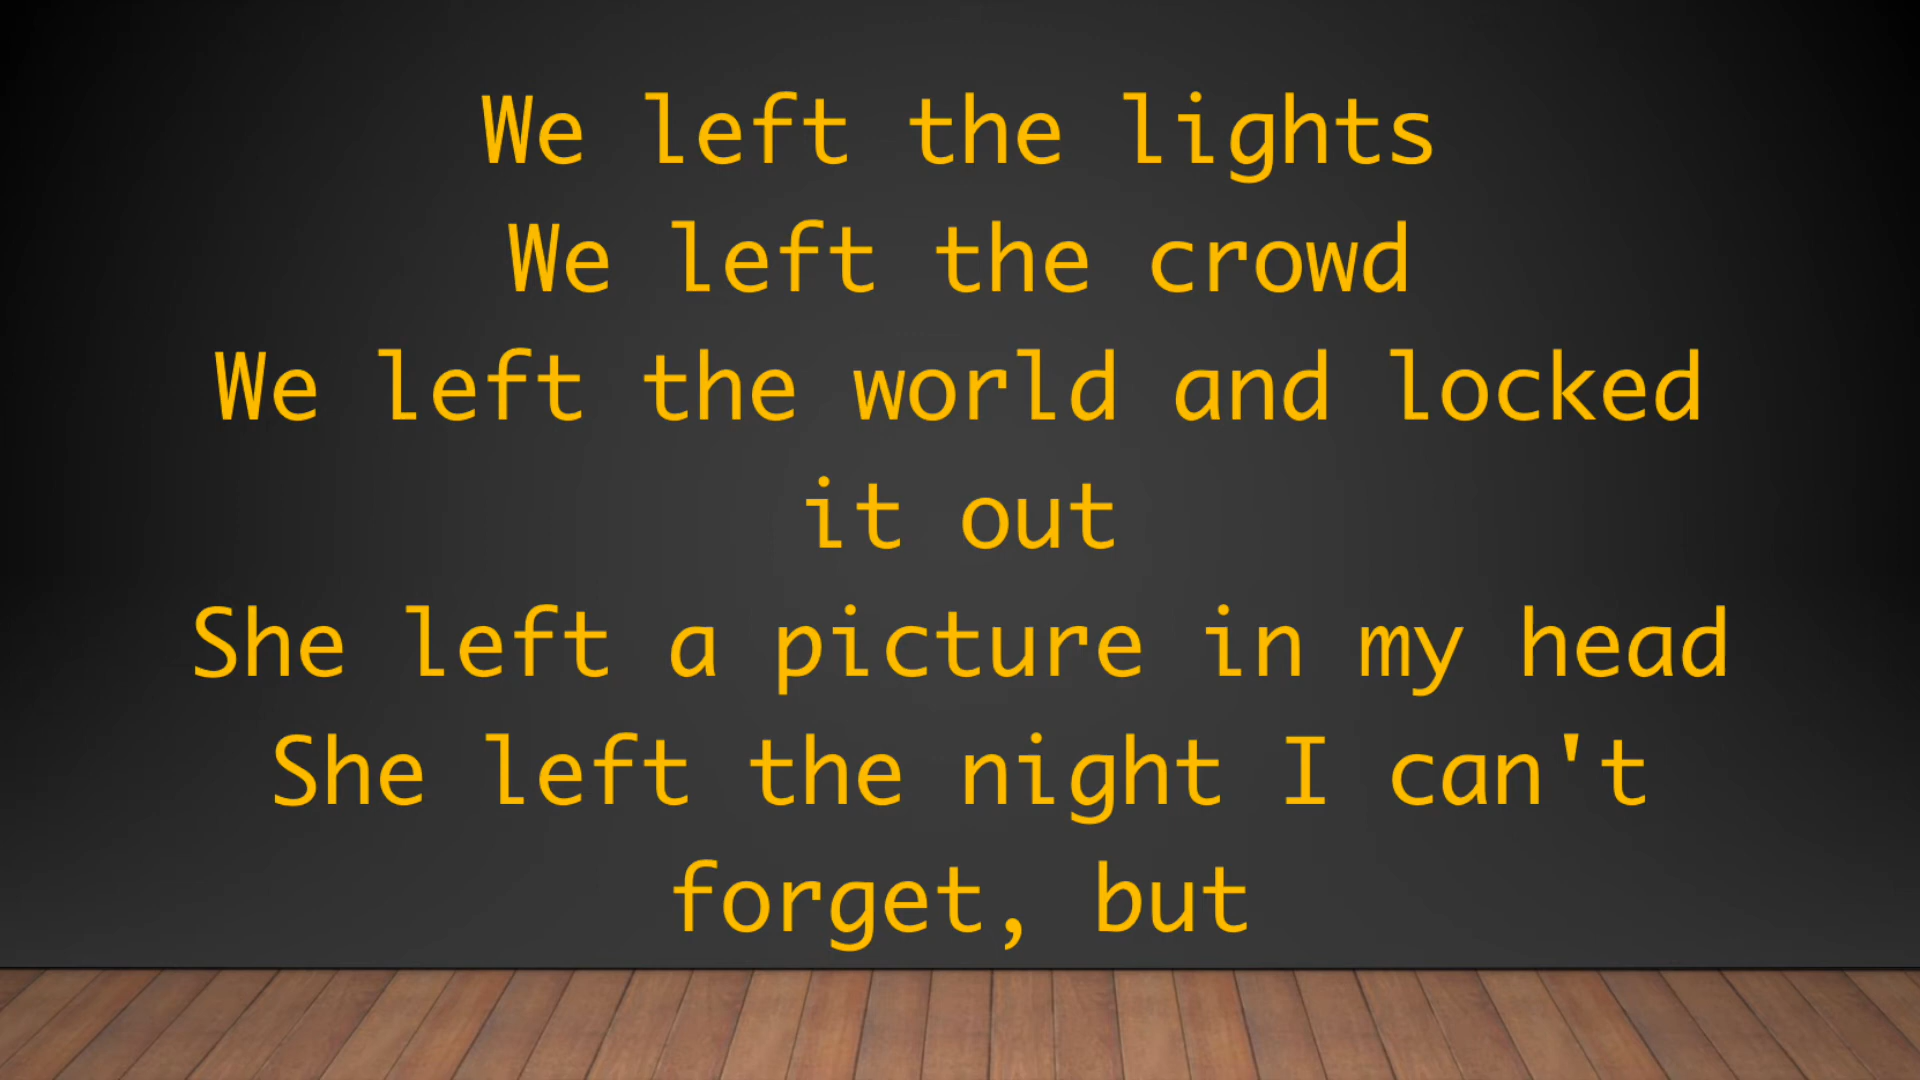 We left the lights
We left the crowd
We left the world and locked
it out
She left a picture in my head
She left the night I can't
forget, but